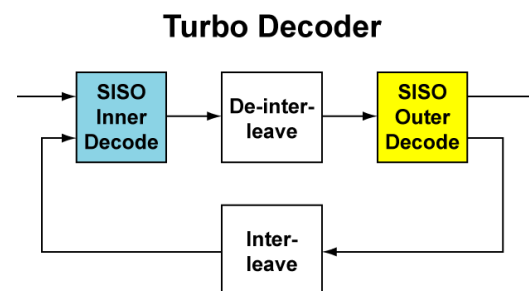 Turbo Decoder
SISO
Inner
Decode
De-inter-
leave
SISO
Outer
Decode
Inter-
leave